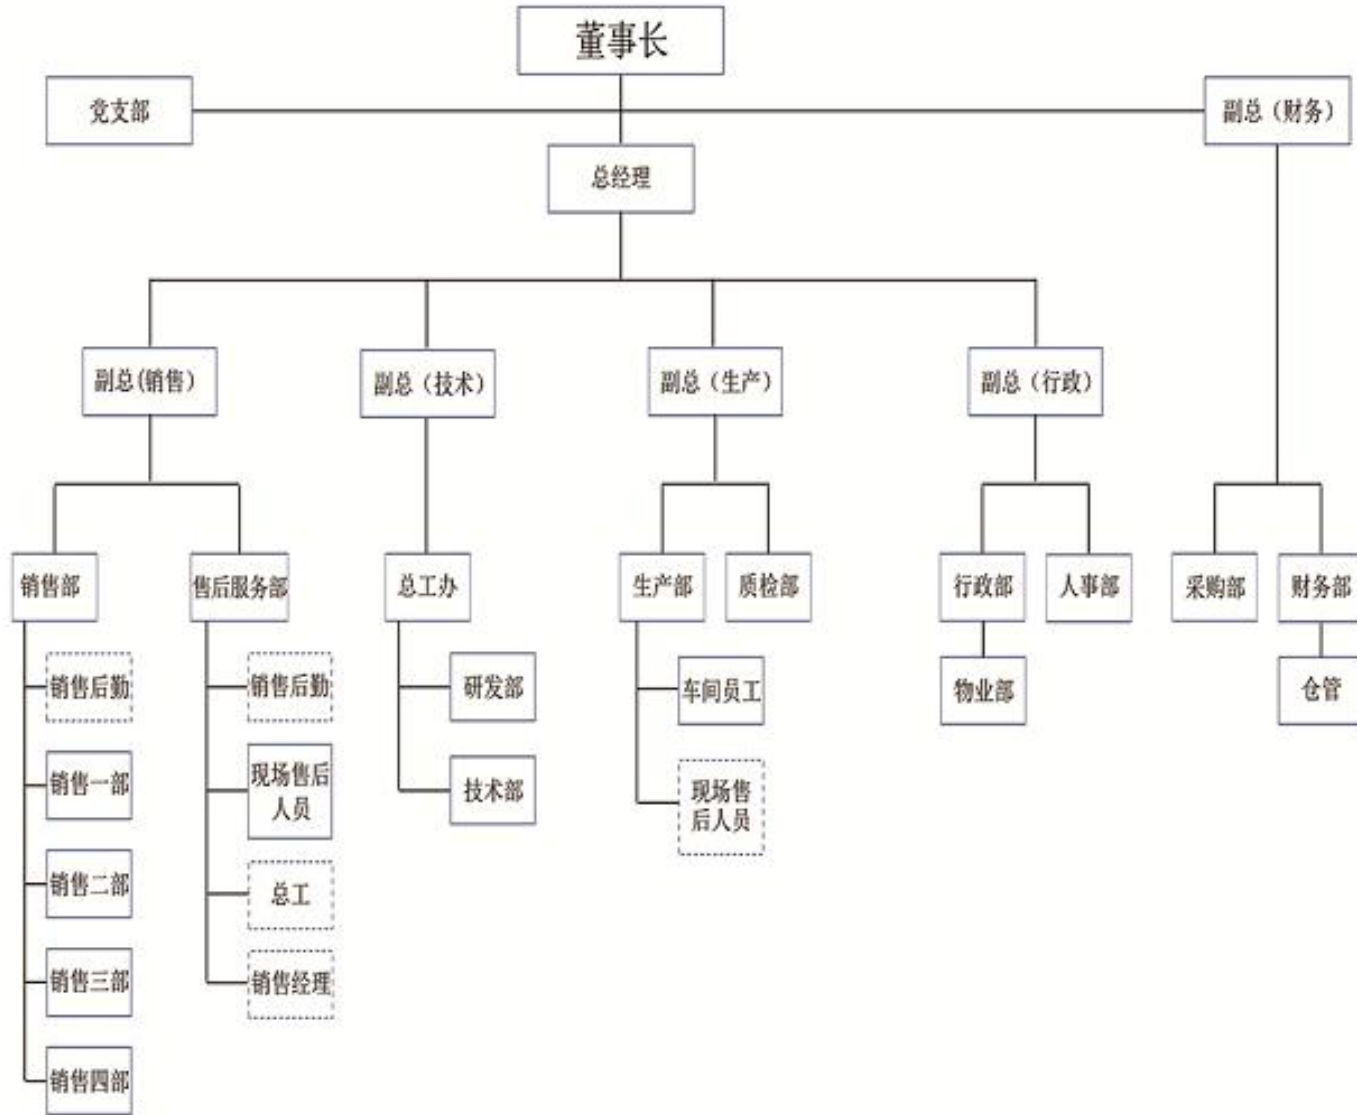 董事长
党支部
副总（财务）
总经理
副总(销售）
副总（技术）
副总（生产）
副总（行政）
销售部
售后服务部
总工办
生产部
质检部
行政部
人事部
采购部
财务部
销售后勤
销售后勤
研发部
车间员工
物业部
仓管
销售一部
现场售后
人员
技术部
现场售
后人员
销售二部
总工
销售三部
销售经理
销售四部